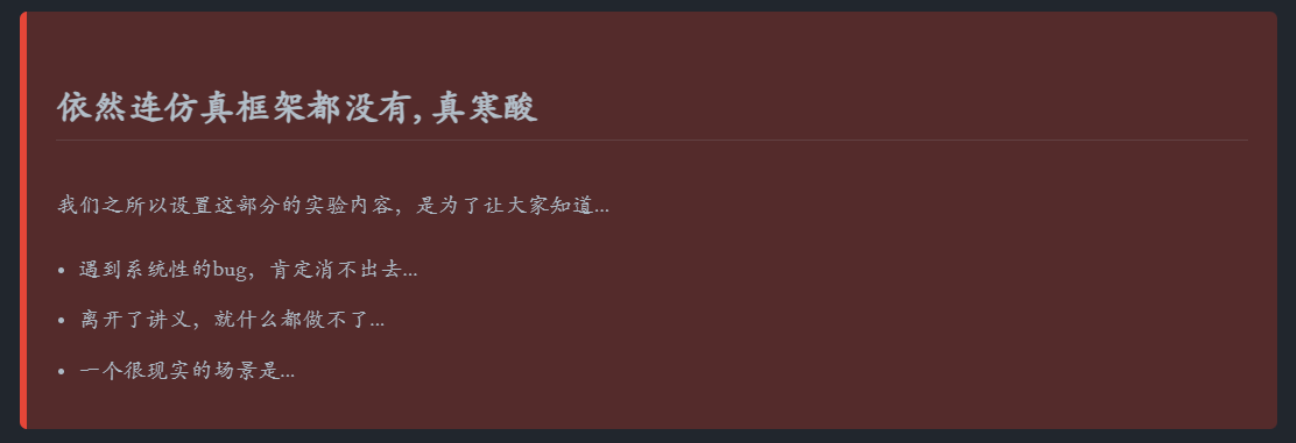 依然连仿真框架都没有,真寒酸
我们之所以设置这部分的实验内容，是为了让大家知道...
• 遇到系统性的bug，肯定消不出去...
• 离开了讲义，就什么都做不了...
• 一个很现实的场景是...